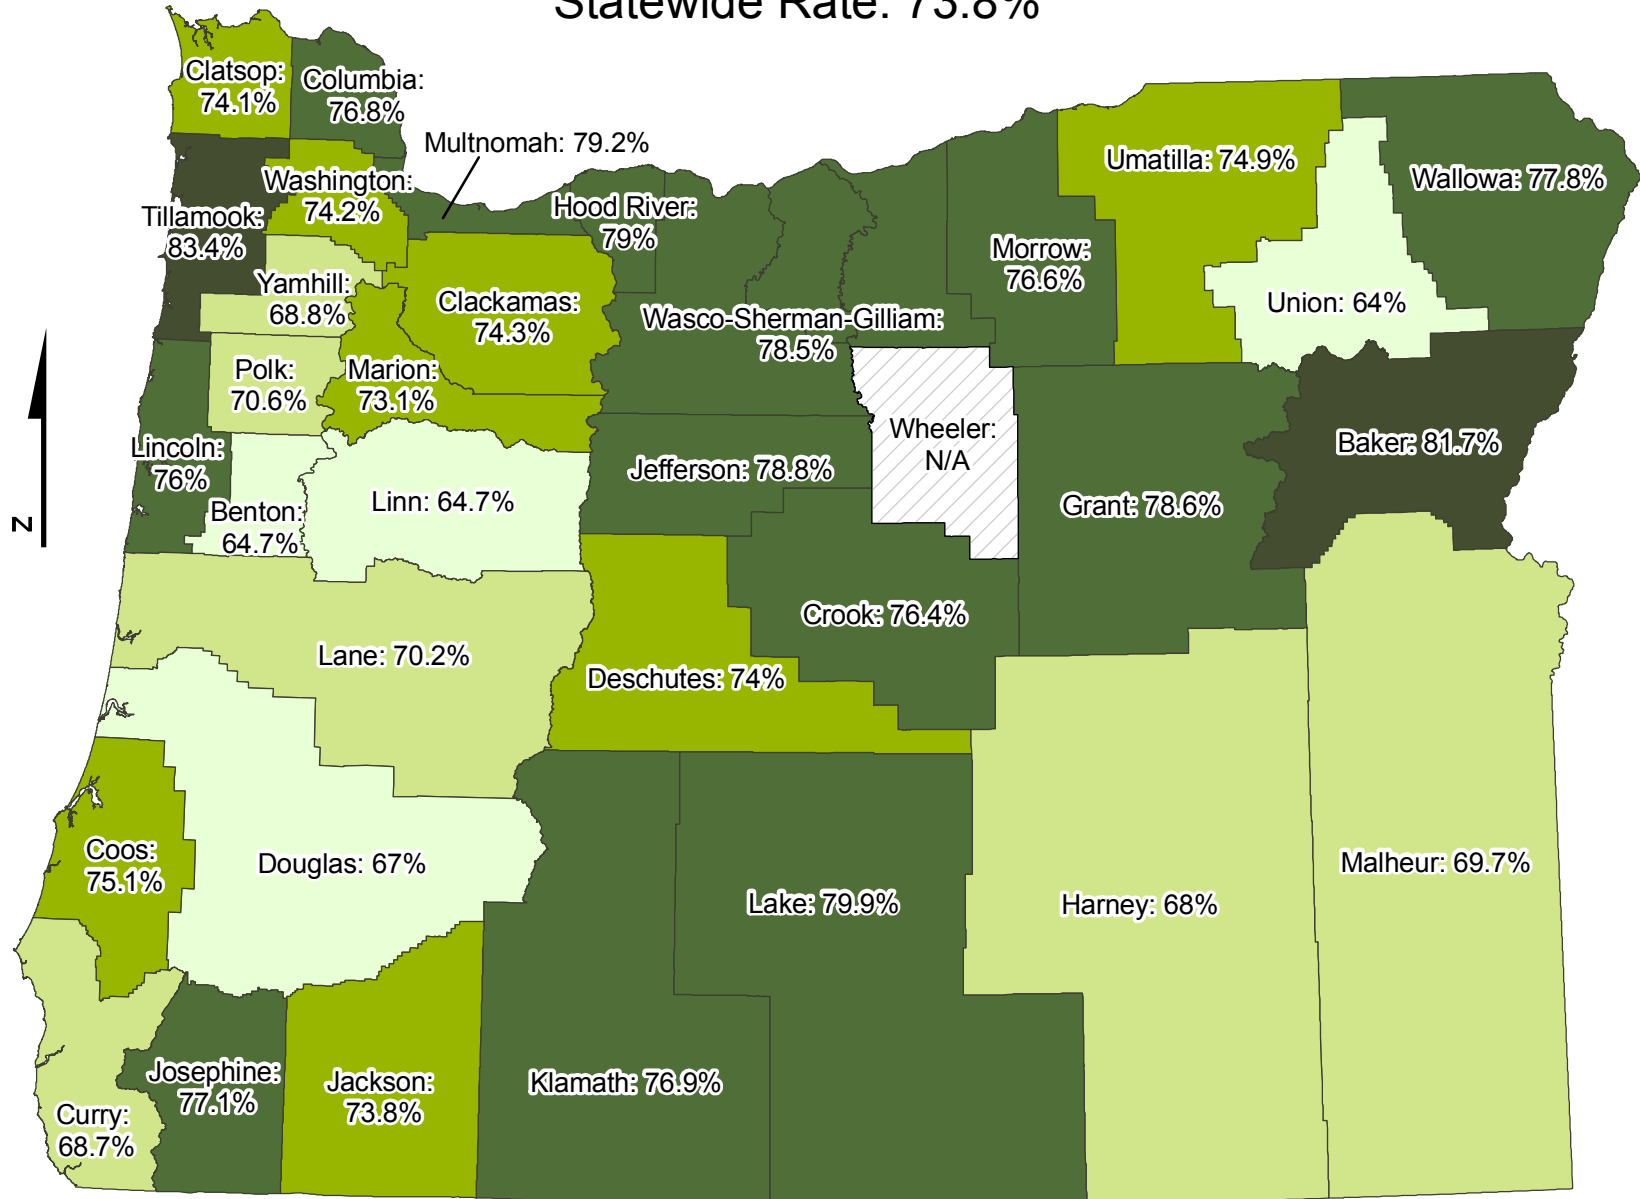 Statewide Rate: 73.8%
Clatsop:
74.1%
Columbia:
76.8%
Multnomah: 79.2%
Washington:
74.2%
Tillamook:
83.4%
Hood River:
79%
Umatilla: 74.9%
Wallowa: 77.8%
Morrow:
76.6%
Yamhill:
68.8%
Clackamas:
74.3%
Wasco-Sherman-Gilliam:
78.5%
Union: 64%
Polk:
70.6%
Marion:
73.1%
Wheeler:
N/A
Baker: 81.7%
Lincoln:
76%
Jefferson: 78.8%
Linn: 64.7%
Grant: 78.6%
Benton:
64.7%
N
Crook: 76.4%
Lane: 70.2%
Deschutes: 74%
Coos:
75.1%
Douglas: 67%
Malheur: 69.7%
Lake: 79.9%
Harney: 68%
Josephine:
77.1%
Jackson:
73.8%
Klamath: 76.9%
Curry:
68.7%